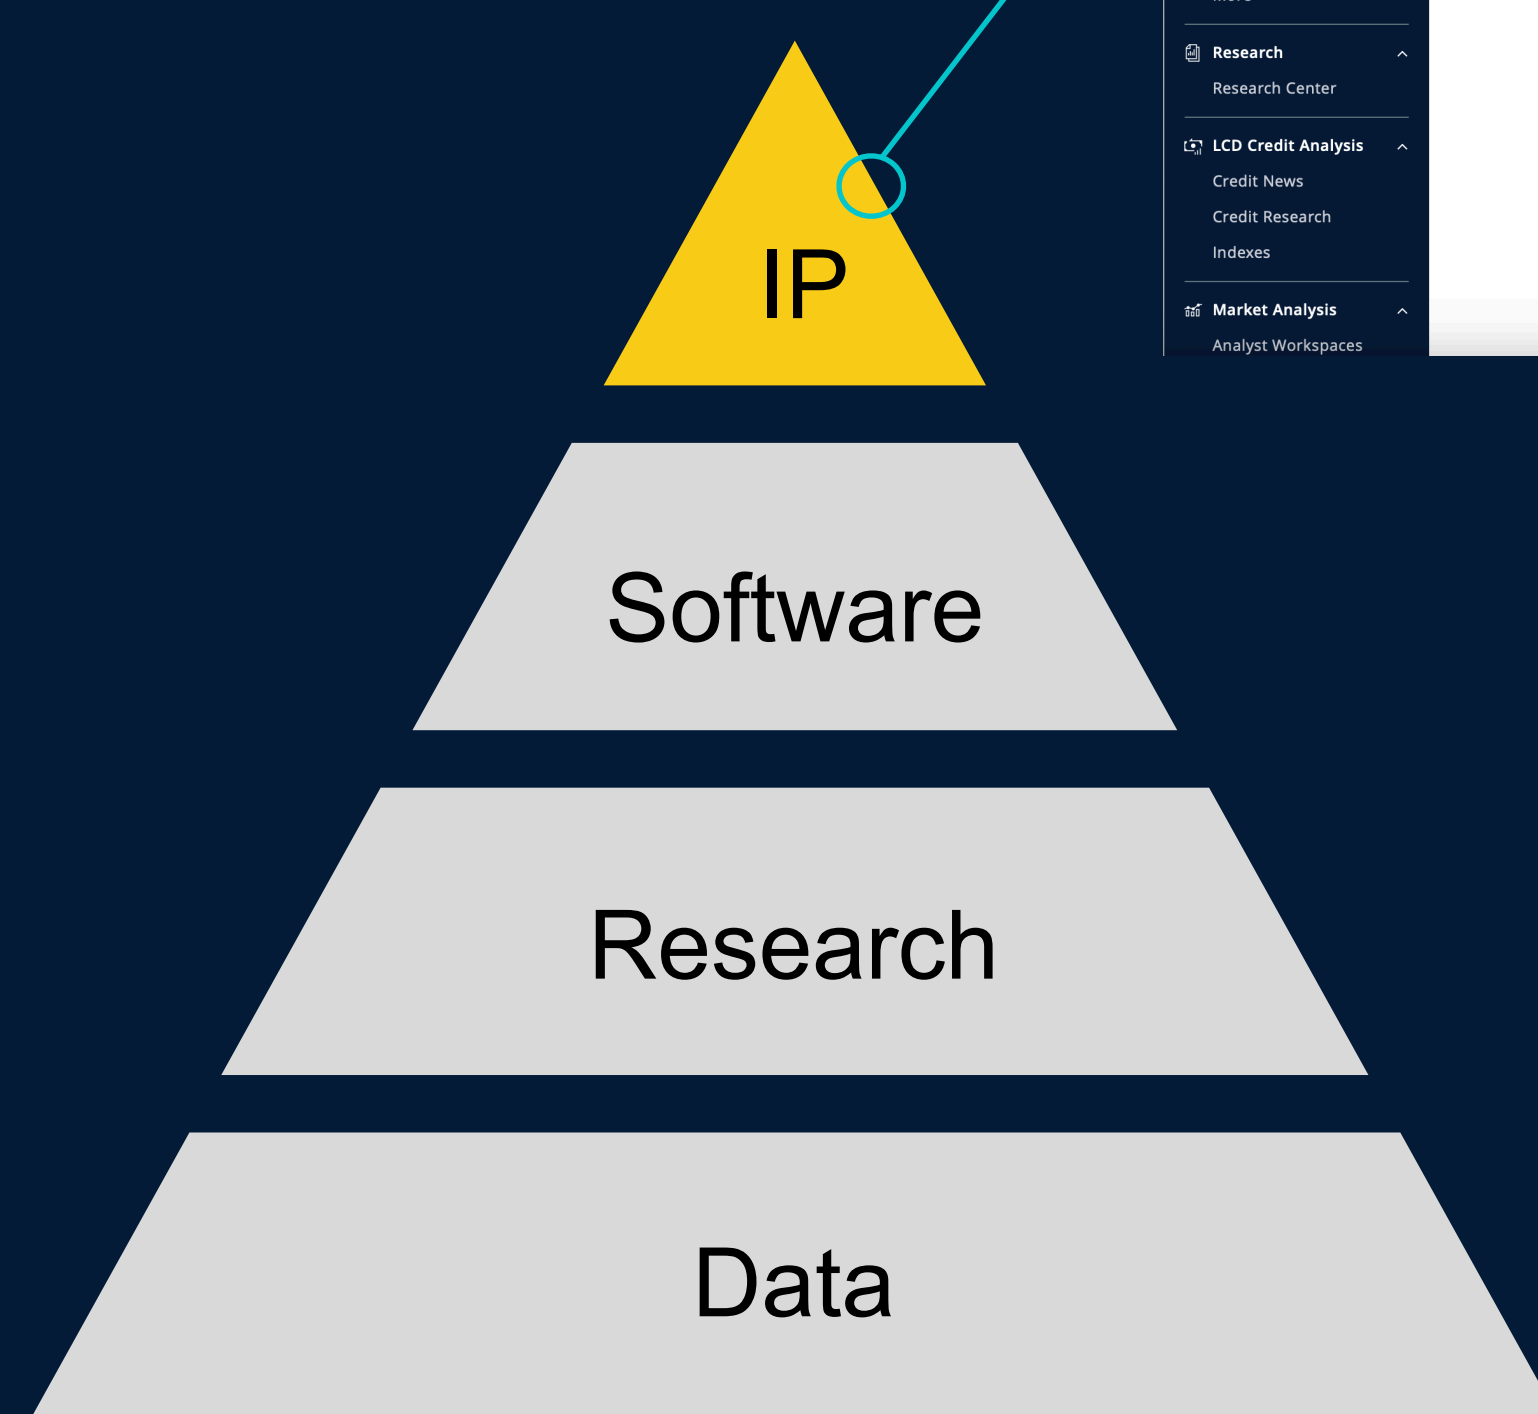 Research
Research Center
LCD Credit Analysis
Credit News
Credit Research
Indexes
Market Analysis
Analyst Workspaces
IP
Software
Research
Data